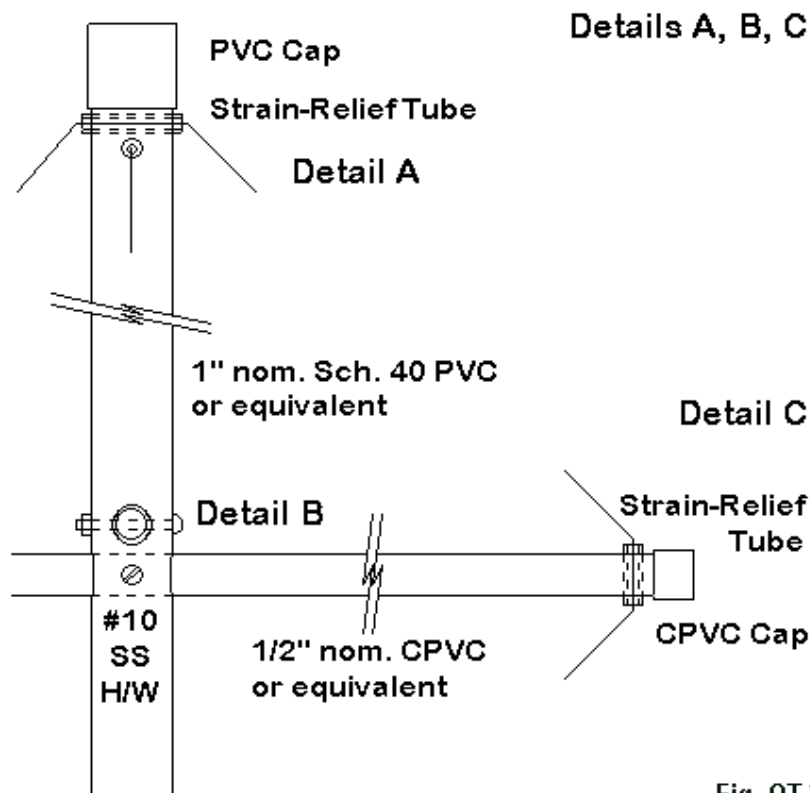 Details A, B, C
PVC Cap
Strain-Relief Tube
Detail A
1" nom. Sch. 40 PVC
or equivalent
Detail C
Strain-Relief
Tube
Detail B
CPVC Cap
#10
SS
H/W
1/2" nom. CPVC
or equivalent